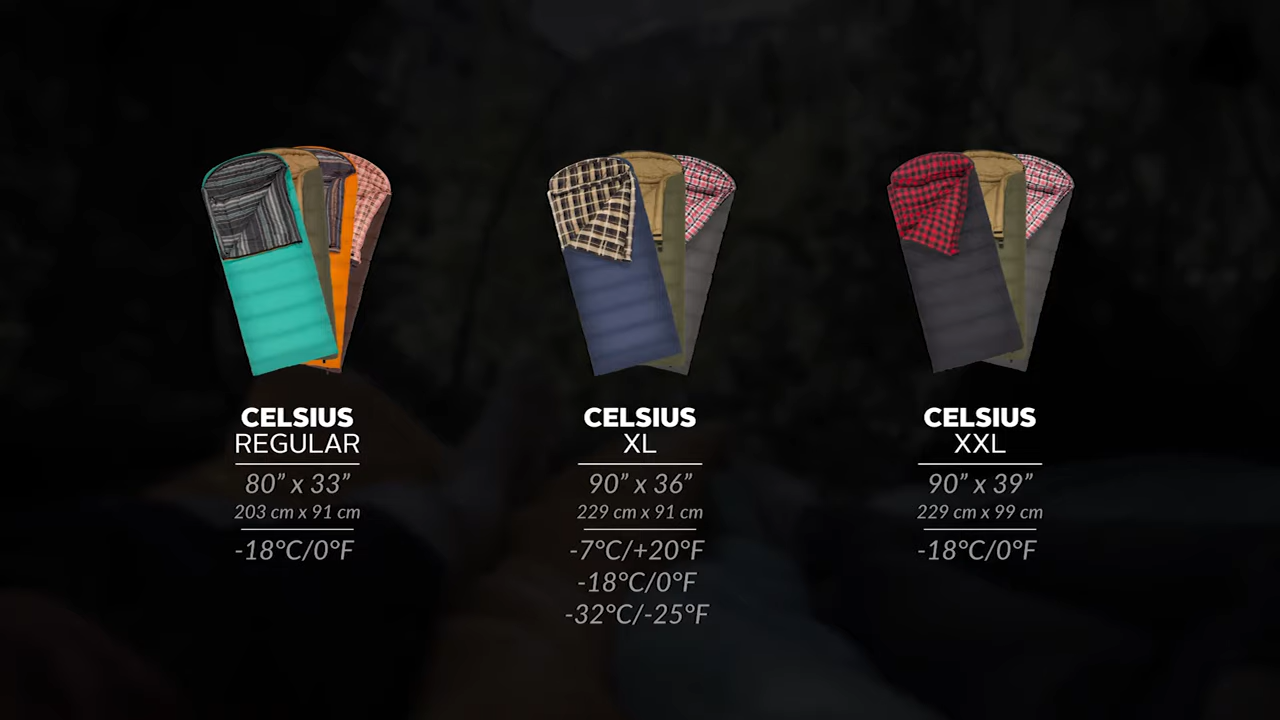 CELSIUS
REGULAR
80” x 33”
203 cm x 91 cm
-18°C/0°F
CELSIUS
XL
90” x 36”
229 cm x 91 cm
-7°C/+20°F
-18°C/0°F
-32°C/-25°F
CELSIUS
XXL
90” x 39”
229 cm x 99 cm
-18°C/0°F